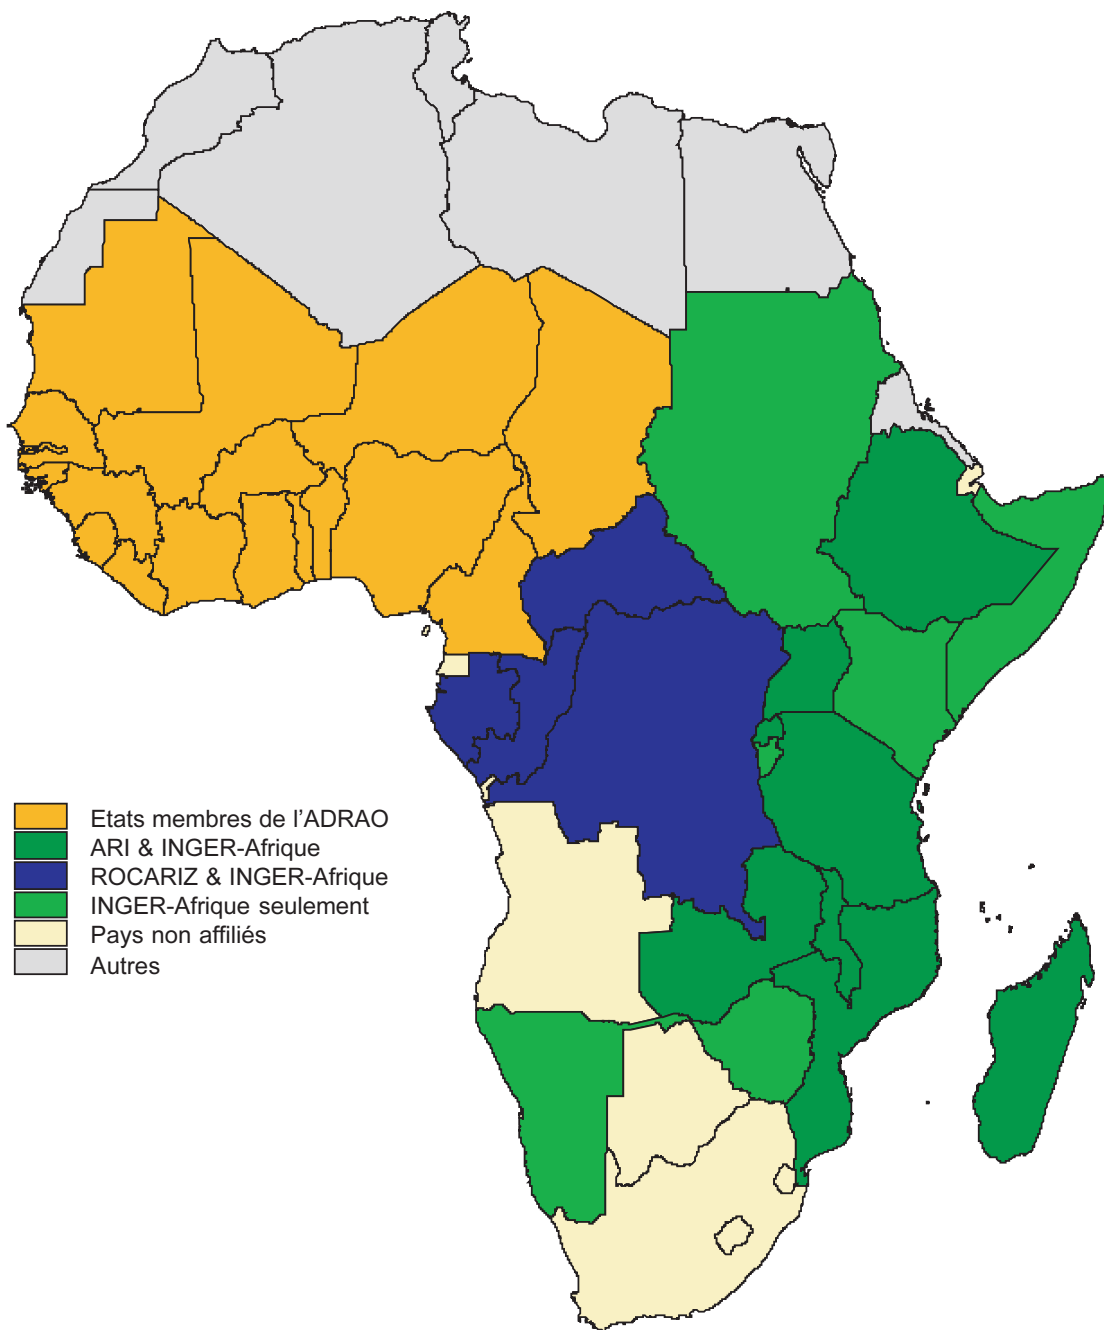 Etats membres de l’ADRAO
ARI & INGER-Afrique
ROCARIZ & INGER-Afrique
INGER-Afrique seulement
Pays non affiliés
Autres